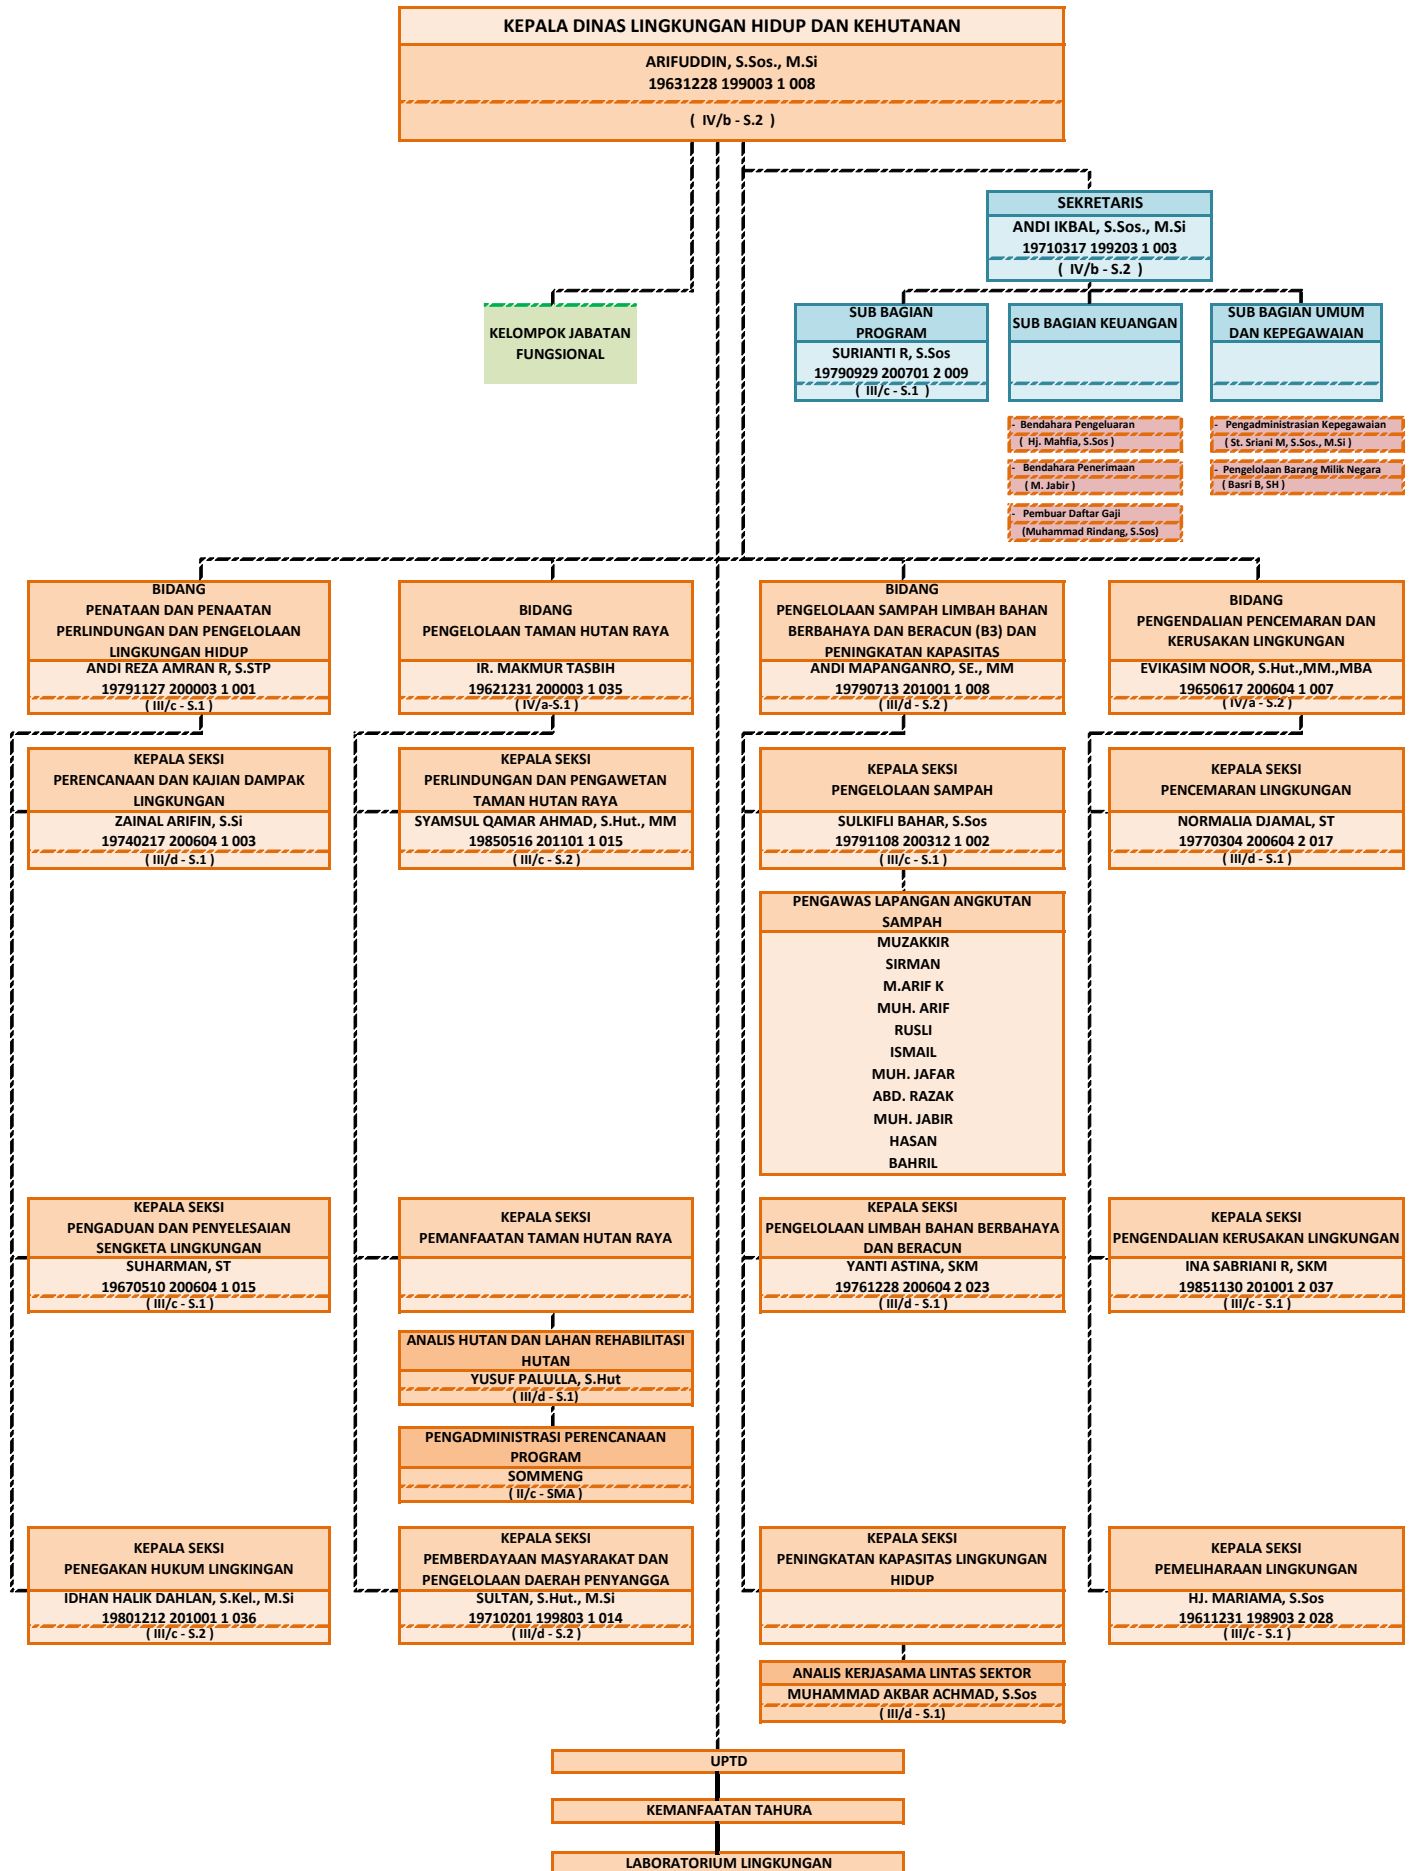 KEPALA DINAS LINGKUNGAN HIDUP DAN KEHUTANAN
ARIFUDDIN, S.Sos., M.Si
19631228 199003 1 008
( IV/b - S.2 )
SEKRETARIS
ANDI IKBAL, S.Sos., M.Si
19710317 199203 1 003
( IV/b - S.2 )
KELOMPOK JABATAN
FUNGSIONAL
SUB BAGIAN
PROGRAM
SURIANTI R, S.Sos
19790929 200701 2 009
( III/c - S.1 )
SUB BAGIAN KEUANGAN
SUB BAGIAN UMUM
DAN KEPEGAWAIAN
- Bendahara Pengeluaran
( Hj. Mahfia, S.Sos )
- Bendahara Penerimaan
( M. Jabir )
- Pembuar Daftar Gaji
(Muhammad Rindang, S.Sos)
- Pengadministrasian Kepegawaian
( St. Sriani M, S.Sos., M.Si )
- Pengelolaan Barang Milik Negara
( Basri B, SH )
BIDANG
PENATAAN DAN PENAATAN
PERLINDUNGAN DAN PENGELOLAAN
LINGKUNGAN HIDUP
ANDI REZA AMRAN R, S.STP
19791127 200003 1 001
( III/c - S.1 )
BIDANG
PENGELOLAAN TAMAN HUTAN RAYA
IR. MAKMUR TASBIH
19621231 200003 1 035
( IV/a-S.1 )
BIDANG
PENGELOLAAN SAMPAH LIMBAH BAHAN
BERBAHAYA DAN BERACUN (B3) DAN
PENINGKATAN KAPASITAS
ANDI MAPANGANRO, SE., MM
19790713 201001 1 008
( III/d - S.2 )
BIDANG
PENGENDALIAN PENCEMARAN DAN
KERUSAKAN LINGKUNGAN
EVIKASIM NOOR, S.Hut.,MM.,MBA
19650617 200604 1 007
( IV/a - S.2 )
KEPALA SEKSI
PERENCANAAN DAN KAJIAN DAMPAK
LINGKUNGAN
ZAINAL ARIFIN, S.Si
19740217 200604 1 003
( III/d - S.1 )
KEPALA SEKSI
PERLINDUNGAN DAN PENGAWETAN
TAMAN HUTAN RAYA
SYAMSUL QAMAR AHMAD, S.Hut., MM
19850516 201101 1 015
( III/c - S.2 )
KEPALA SEKSI
PENGELOLAAN SAMPAH
SULKIFLI BAHAR, S.Sos
19791108 200312 1 002
( III/c - S.1 )
KEPALA SEKSI
PENCEMARAN LINGKUNGAN
NORMALIA DJAMAL, ST
19770304 200604 2 017
( III/d - S.1 )
PENGAWAS LAPANGAN ANGKUTAN
SAMPAH
MUZAKKIR
SIRMAN
M.ARIF K
MUH. ARIF
RUSLI
ISMAIL
MUH. JAFAR
ABD. RAZAK
MUH. JABIR
HASAN
BAHRIL
KEPALA SEKSI
PENGADUAN DAN PENYELESAIAN
SENGKETA LINGKUNGAN
SUHARMAN, ST
19670510 200604 1 015
( III/c - S.1 )
KEPALA SEKSI
PEMANFAATAN TAMAN HUTAN RAYA
KEPALA SEKSI
PENGELOLAAN LIMBAH BAHAN BERBAHAYA
DAN BERACUN
YANTI ASTINA, SKM
19761228 200604 2 023
( III/d - S.1 )
KEPALA SEKSI
PENGENDALIAN KERUSAKAN LINGKUNGAN
INA SABRIANI R, SKM
19851130 201001 2 037
( III/c - S.1 )
ANALIS HUTAN DAN LAHAN REHABILITASI
HUTAN
YUSUF PALULLA, S.Hut
( III/d - S.1)
PENGADMINISTRASI PERENCANAAN
PROGRAM
SOMMENG
( II/c - SMA )
KEPALA SEKSI
PENEGAKAN HUKUM LINGKINGAN
IDHAN HALIK DAHLAN, S.Kel., M.Si
19801212 201001 1 036
( III/c - S.2 )
KEPALA SEKSI
PEMBERDAYAAN MASYARAKAT DAN
PENGELOLAAN DAERAH PENYANGGA
SULTAN, S.Hut., M.Si
19710201 199803 1 014
( III/d - S.2 )
KEPALA SEKSI
PENINGKATAN KAPASITAS LINGKUNGAN
HIDUP
KEPALA SEKSI
PEMELIHARAAN LINGKUNGAN
HJ. MARIAMA, S.Sos
19611231 198903 2 028
( III/c - S.1 )
ANALIS KERJASAMA LINTAS SEKTOR
MUHAMMAD AKBAR ACHMAD, S.Sos
( III/d - S.1)
UPTD
KEMANFAATAN TAHURA
LABORATORIUM LINGKUNGAN